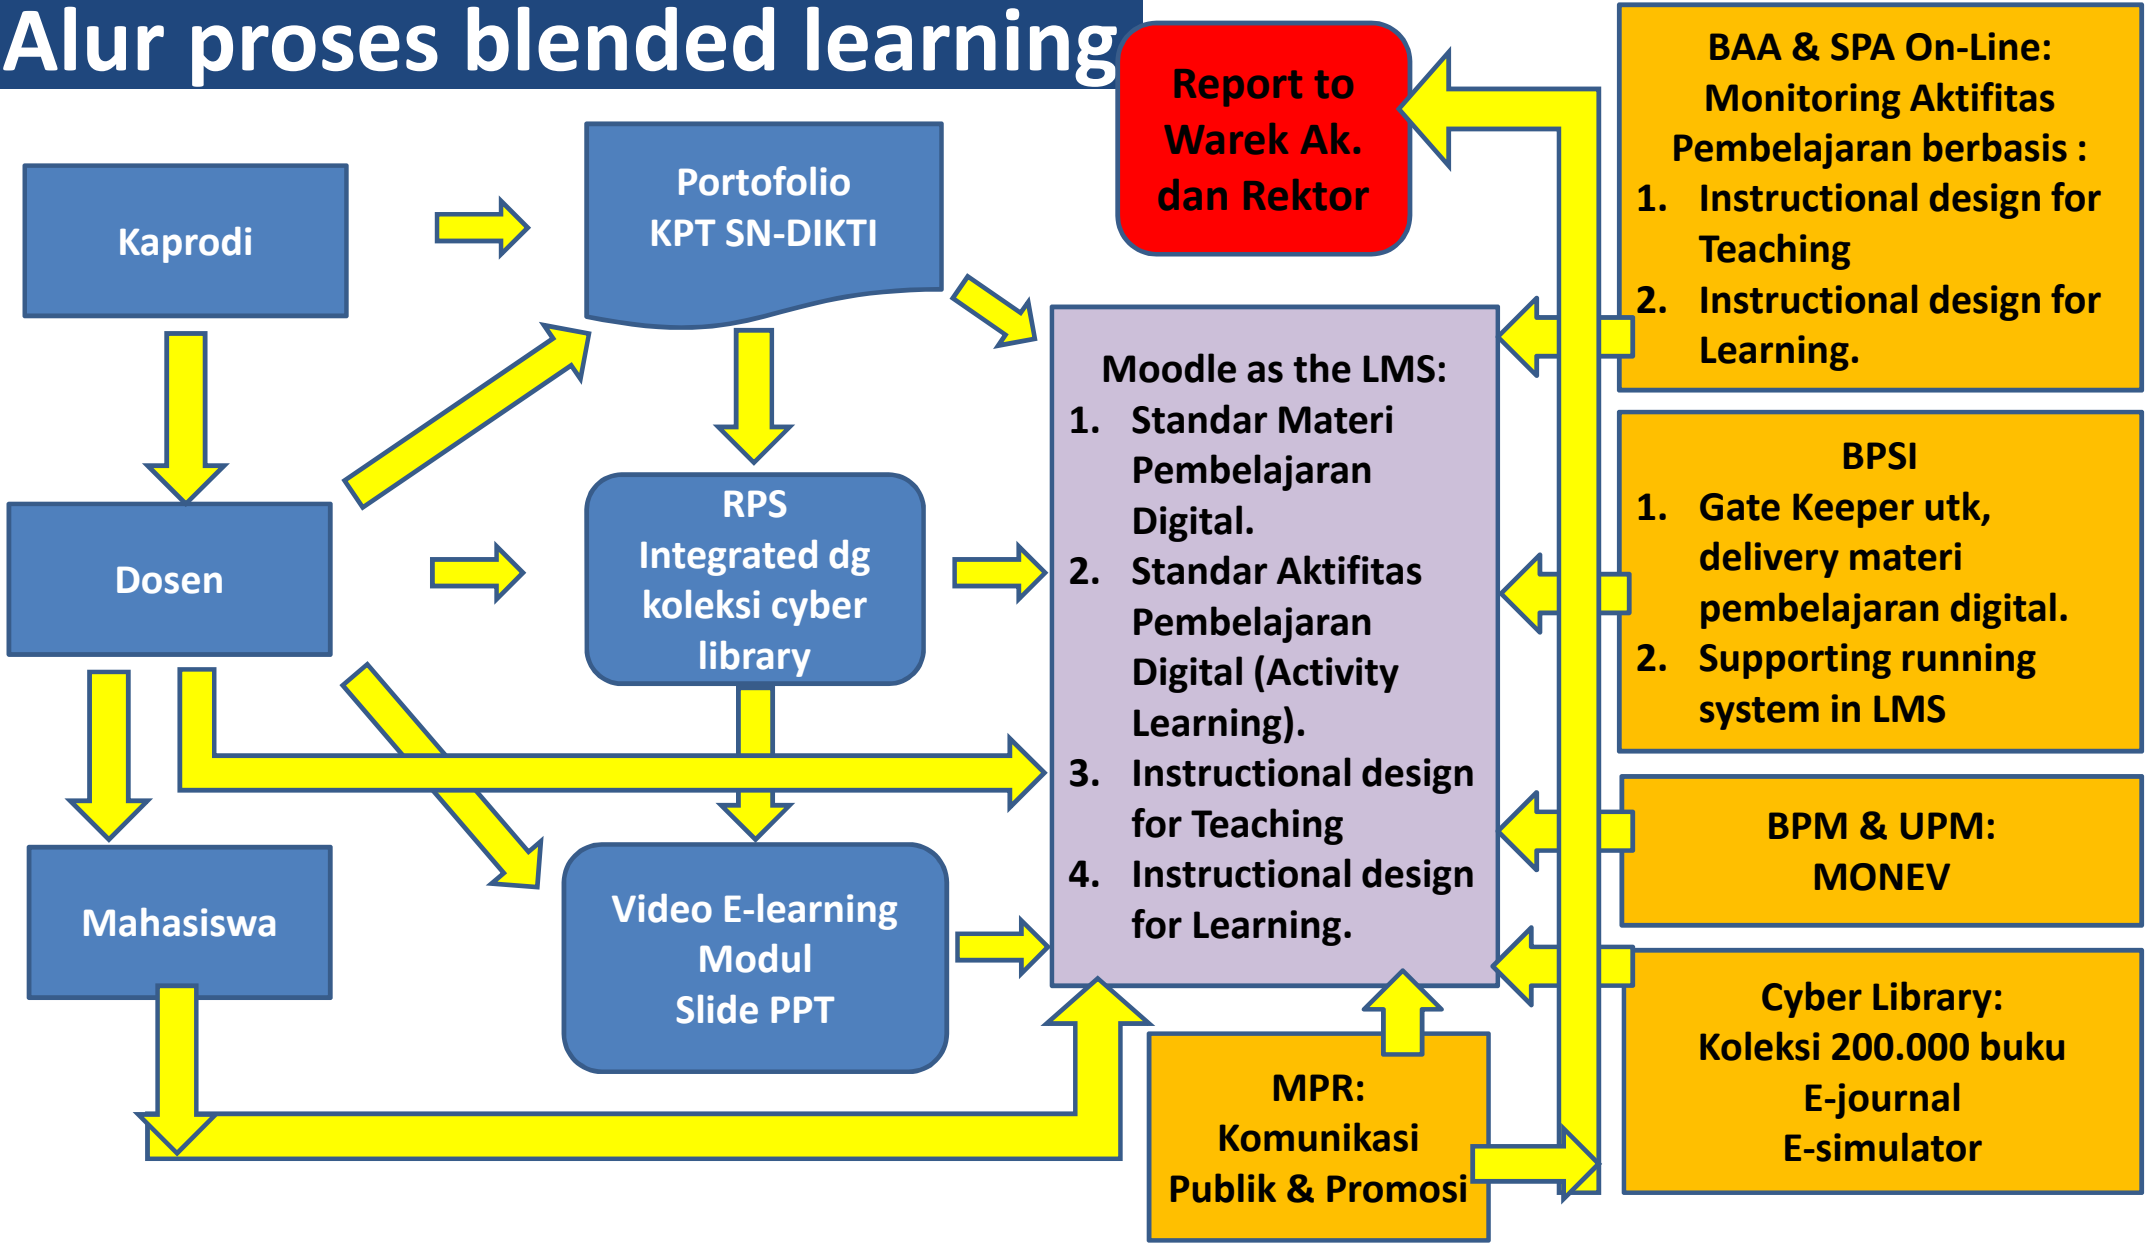 Alur proses blended learning
Kaprodi
Portofolio
KPT SN-DIKTI
Report to
Warek Ak.
dan Rektor
BAA & SPA On-Line:
Monitoring Aktifitas
Pembelajaran berbasis :
1. Instructional design for
Teaching
2. Instructional design for
Learning.
Dosen
RPS
Integrated dg
koleksi cyber
library
Moodle as the LMS:
1. Standar Materi
Pembelajaran
Digital.
2. Standar Aktifitas
Pembelajaran
Digital (Activity
Learning).
3. Instructional design
for Teaching
4. Instructional design
for Learning.
BPSI
1. Gate Keeper utk,
delivery materi
pembelajaran digital.
2. Supporting running
system in LMS
Mahasiswa
Video E-learning
Modul
Slide PPT
BPM & UPM:
MONEV
MPR:
Komunikasi
Publik & Promosi
Cyber Library:
Koleksi 200.000 buku
E-journal
E-simulator